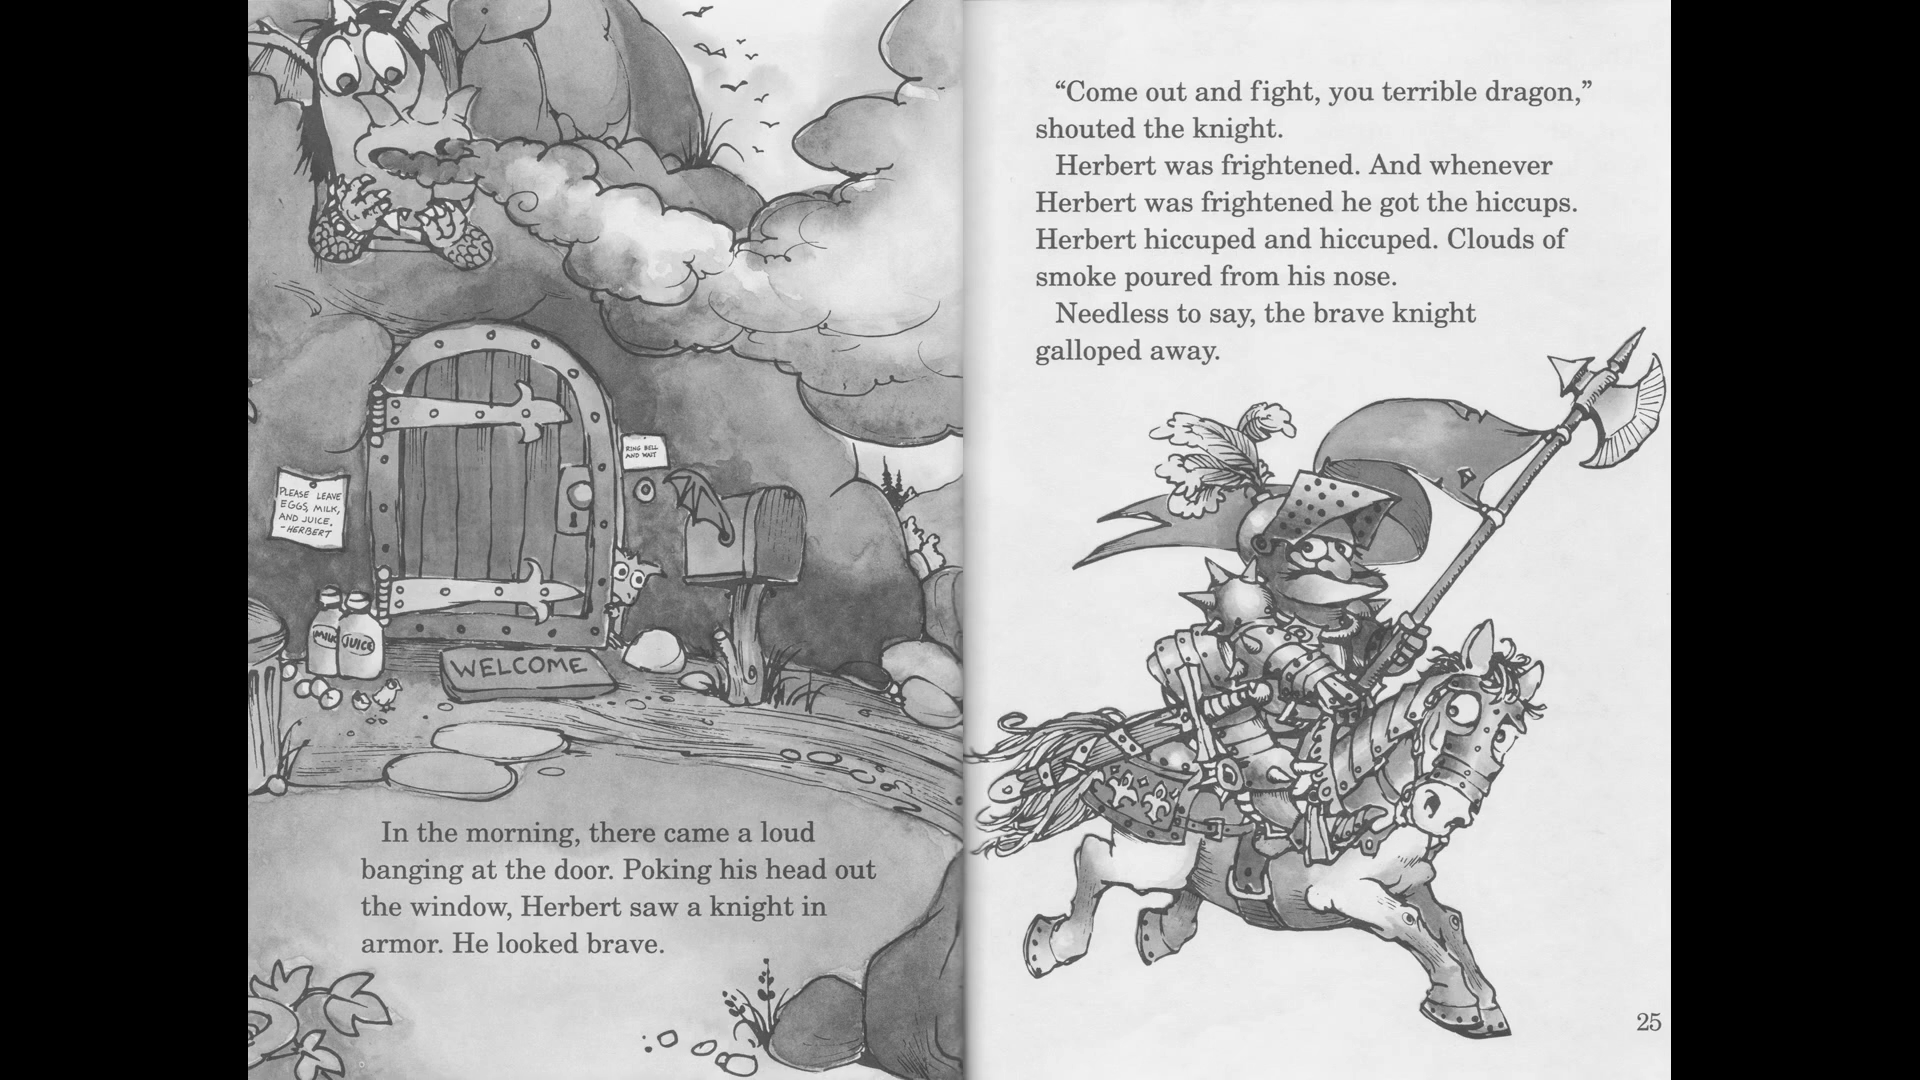 PLEASE LEAVE
EGGS, MILK,
AND JUICE.
-HERBERT
RING BELL
AND WAIT
MILK
JUICE
WELCOME
In the morning, there came a loud
banging at the door. Poking his head out
the window, Herbert saw a knight in
armor. He looked brave.
“Come out and fight, you terrible dragon,”
shouted the knight.
Herbert was frightened. And whenever
Herbert was frightened he got the hiccups.
Herbert hiccuped and hiccuped. Clouds of
smoke poured from his nose.
Needless to say, the brave knight
galloped away.
25